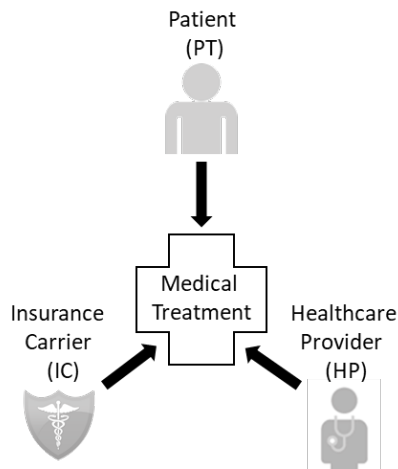 Patient
(PT)
Medical
Treatment
Insurance
Carrier
(IC)
Healthcare
Provider
(HP)